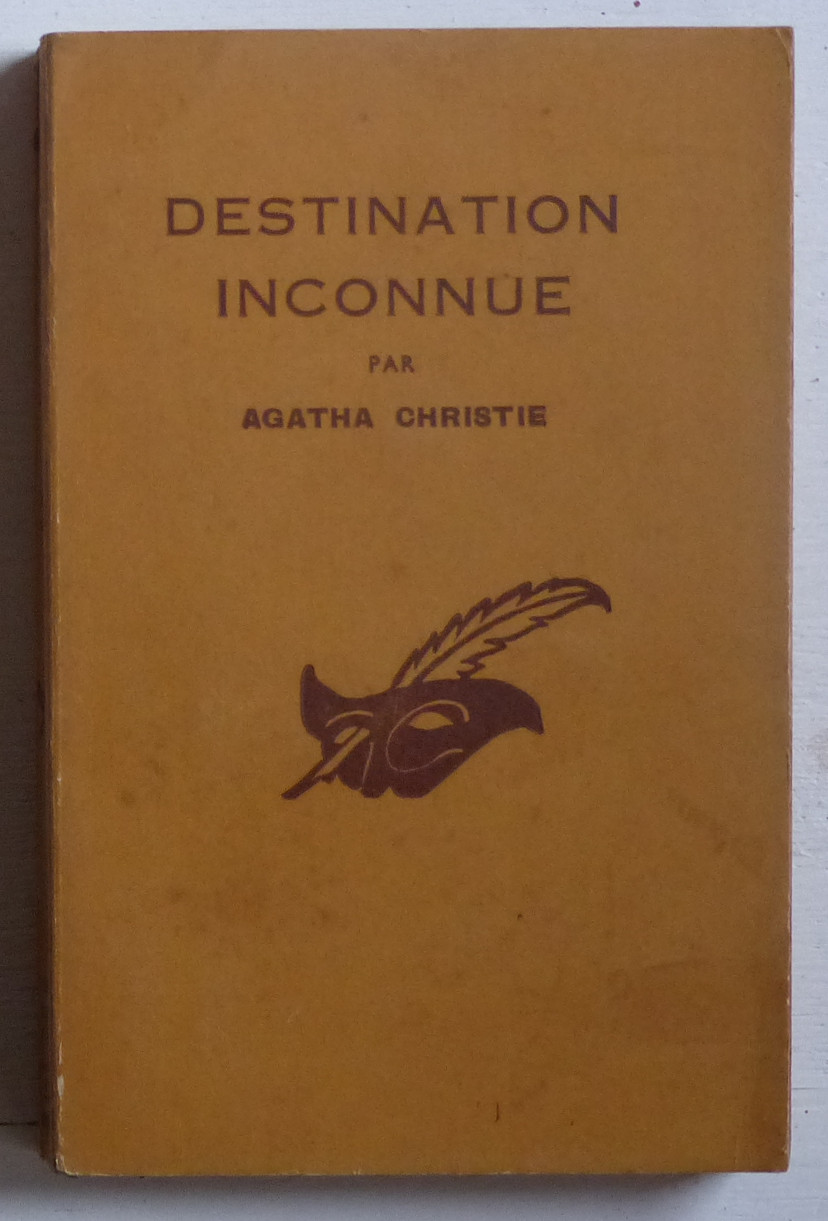 DESTINATION
INCONNUE
PAR
AGATHA CHRISTIE